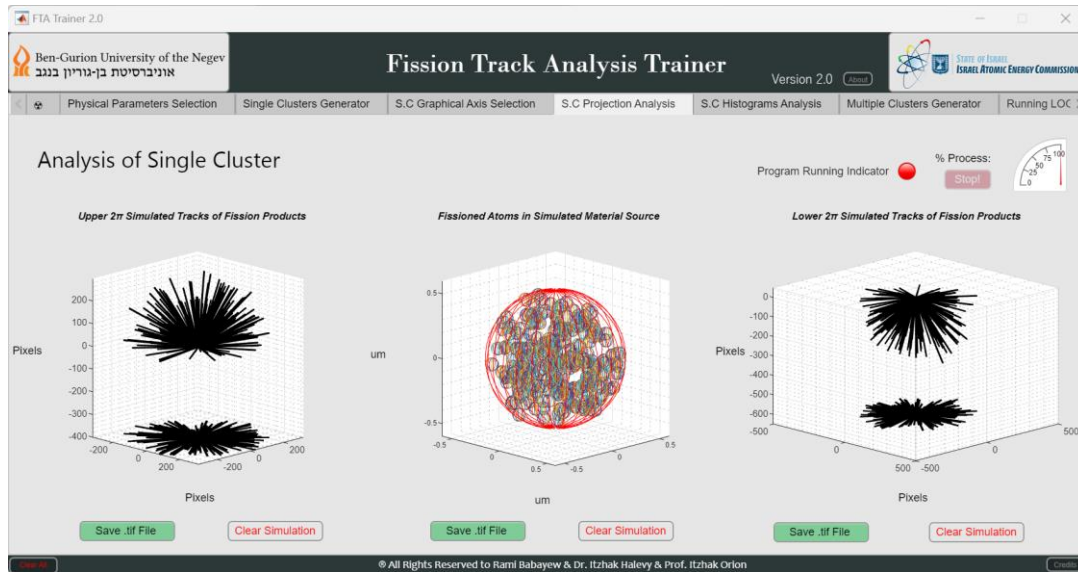 FTA Trainer 2.0
Ben-Gurion University of the Negev
אוניברסיטת בן-גוריון בנגב
Fission Track Analysis Trainer
Version 2.0
About
STATE OF ISRAEL
ISRAEL ATOMIC ENERGY COMMISSION
Physical Parameters Selection
Single Clusters Generator
S.C Graphical Axis Selection
S.C Projection Analysis
S.C Histograms Analysis
Multiple Clusters Generator
Running LOC
Analysis of Single Cluster
Program Running Indicator
% Process:
Stop!
0
25
50
75
100
Upper 2π Simulated Tracks of Fission Products
Fissioned Atoms in Simulated Material Source
Lower 2π Simulated Tracks of Fission Products
200
100
0
-100
-200
-300
-400
Pixels
-200
0
200
-200
0
200
Pixels
0.5
0
-0.5
um
-0.5
0
0.5
-0.5
0
0.5
um
0
-100
-200
-300
-400
-500
-600
Pixels
-500
0
500
-500
0
500
Pixels
Save .tif File
Clear Simulation
Save .tif File
Clear Simulation
Save .tif File
Clear Simulation
Clear All
® All Rights Reserved to Rami Babayew & Dr. Itzhak Halevy & Prof. Itzhak Orion
Credits